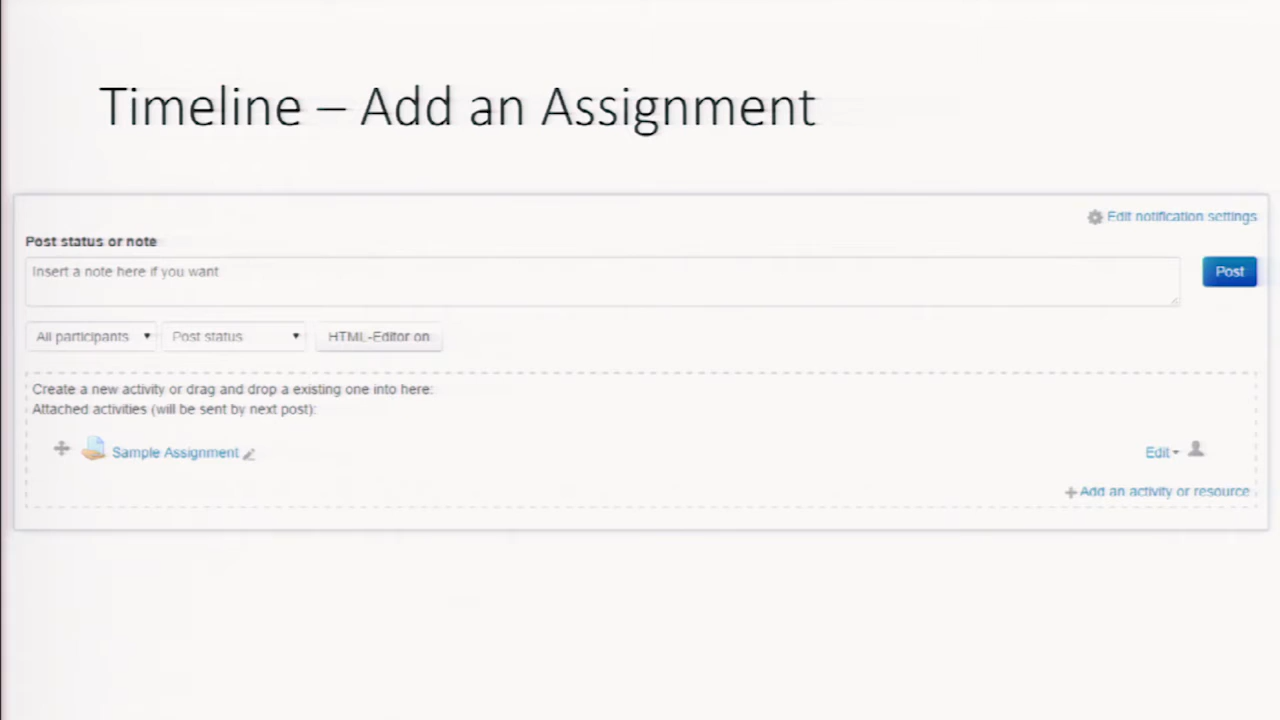 Timeline – Add an Assignment
Edit notification settings
Post status or note
Insert a note here if you want
Post
All participants
Post status
HTML-Editor on
Create a new activity or drag and drop a existing one into here:
Attached activities (will be sent by next post):
Sample Assignment
Edit
Add an activity or resource